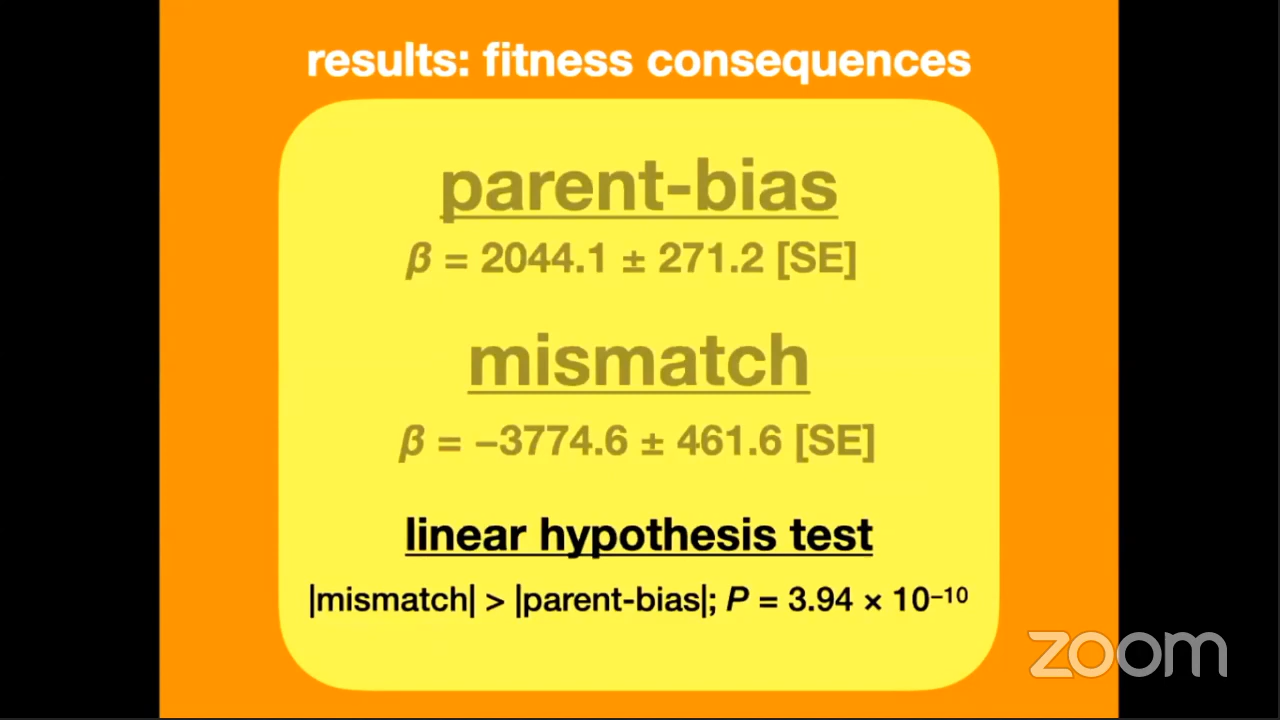 results: fitness consequences
parent-bias
β = 2044.1 ± 271.2 [SE]
mismatch
β = −3774.6 ± 461.6 [SE]
linear hypothesis test
|mismatch| > |parent-bias|; P = 3.94 × 10⁻¹⁰
zoom